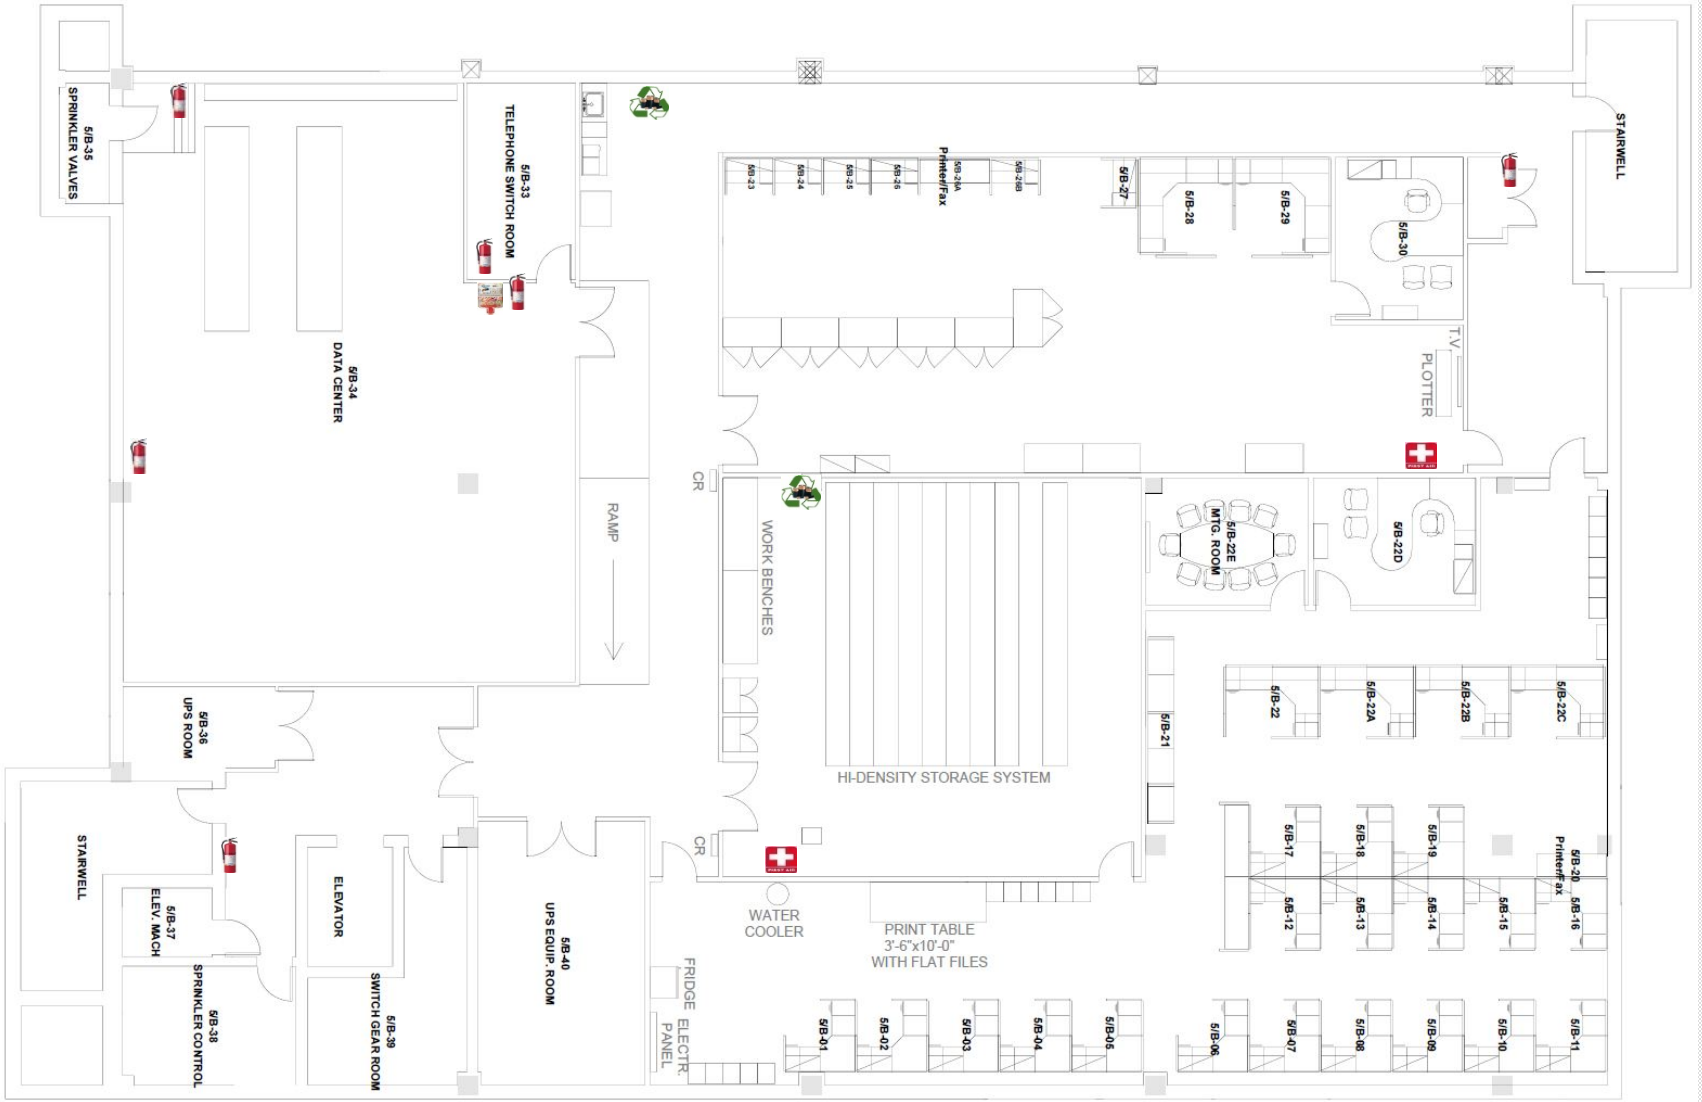 5/B-35
SPRINKLER VALVES
5/B-33
TELEPHONE SWITCH ROOM
STAIRWELL
5/B-23
5/B-24
5/B-25
5/B-26
5/B-26A
Printer/Fax
5/B-26B
5/B-27
5/B-28
5/B-29
5/B-30
5/B-34
DATA CENTER
T.V
PLOTTER
FIRST AID
CR
RAMP
WORK BENCHES
5/B-22E
MTG. ROOM
5/B-22D
5/B-36
UPS ROOM
5/B-21
5/B-22
5/B-22A
5/B-22B
5/B-22C
HI-DENSITY STORAGE SYSTEM
STAIRWELL
CR
FIRST AID
5/B-17
5/B-18
5/B-19
5/B-20
Printer/Fax
5/B-37
ELEV. MACH
ELEVATOR
5/B-40
UPS EQUIP. ROOM
WATER
COOLER
PRINT TABLE
3'-6"x10'-0"
WITH FLAT FILES
5/B-12
5/B-13
5/B-14
5/B-15
5/B-16
5/B-38
SPRINKLER CONTROL
5/B-39
SWITCH GEAR ROOM
FRIDGE
ELECTR.
PANEL
5/B-01
5/B-02
5/B-03
5/B-04
5/B-05
5/B-06
5/B-07
5/B-08
5/B-09
5/B-10
5/B-11